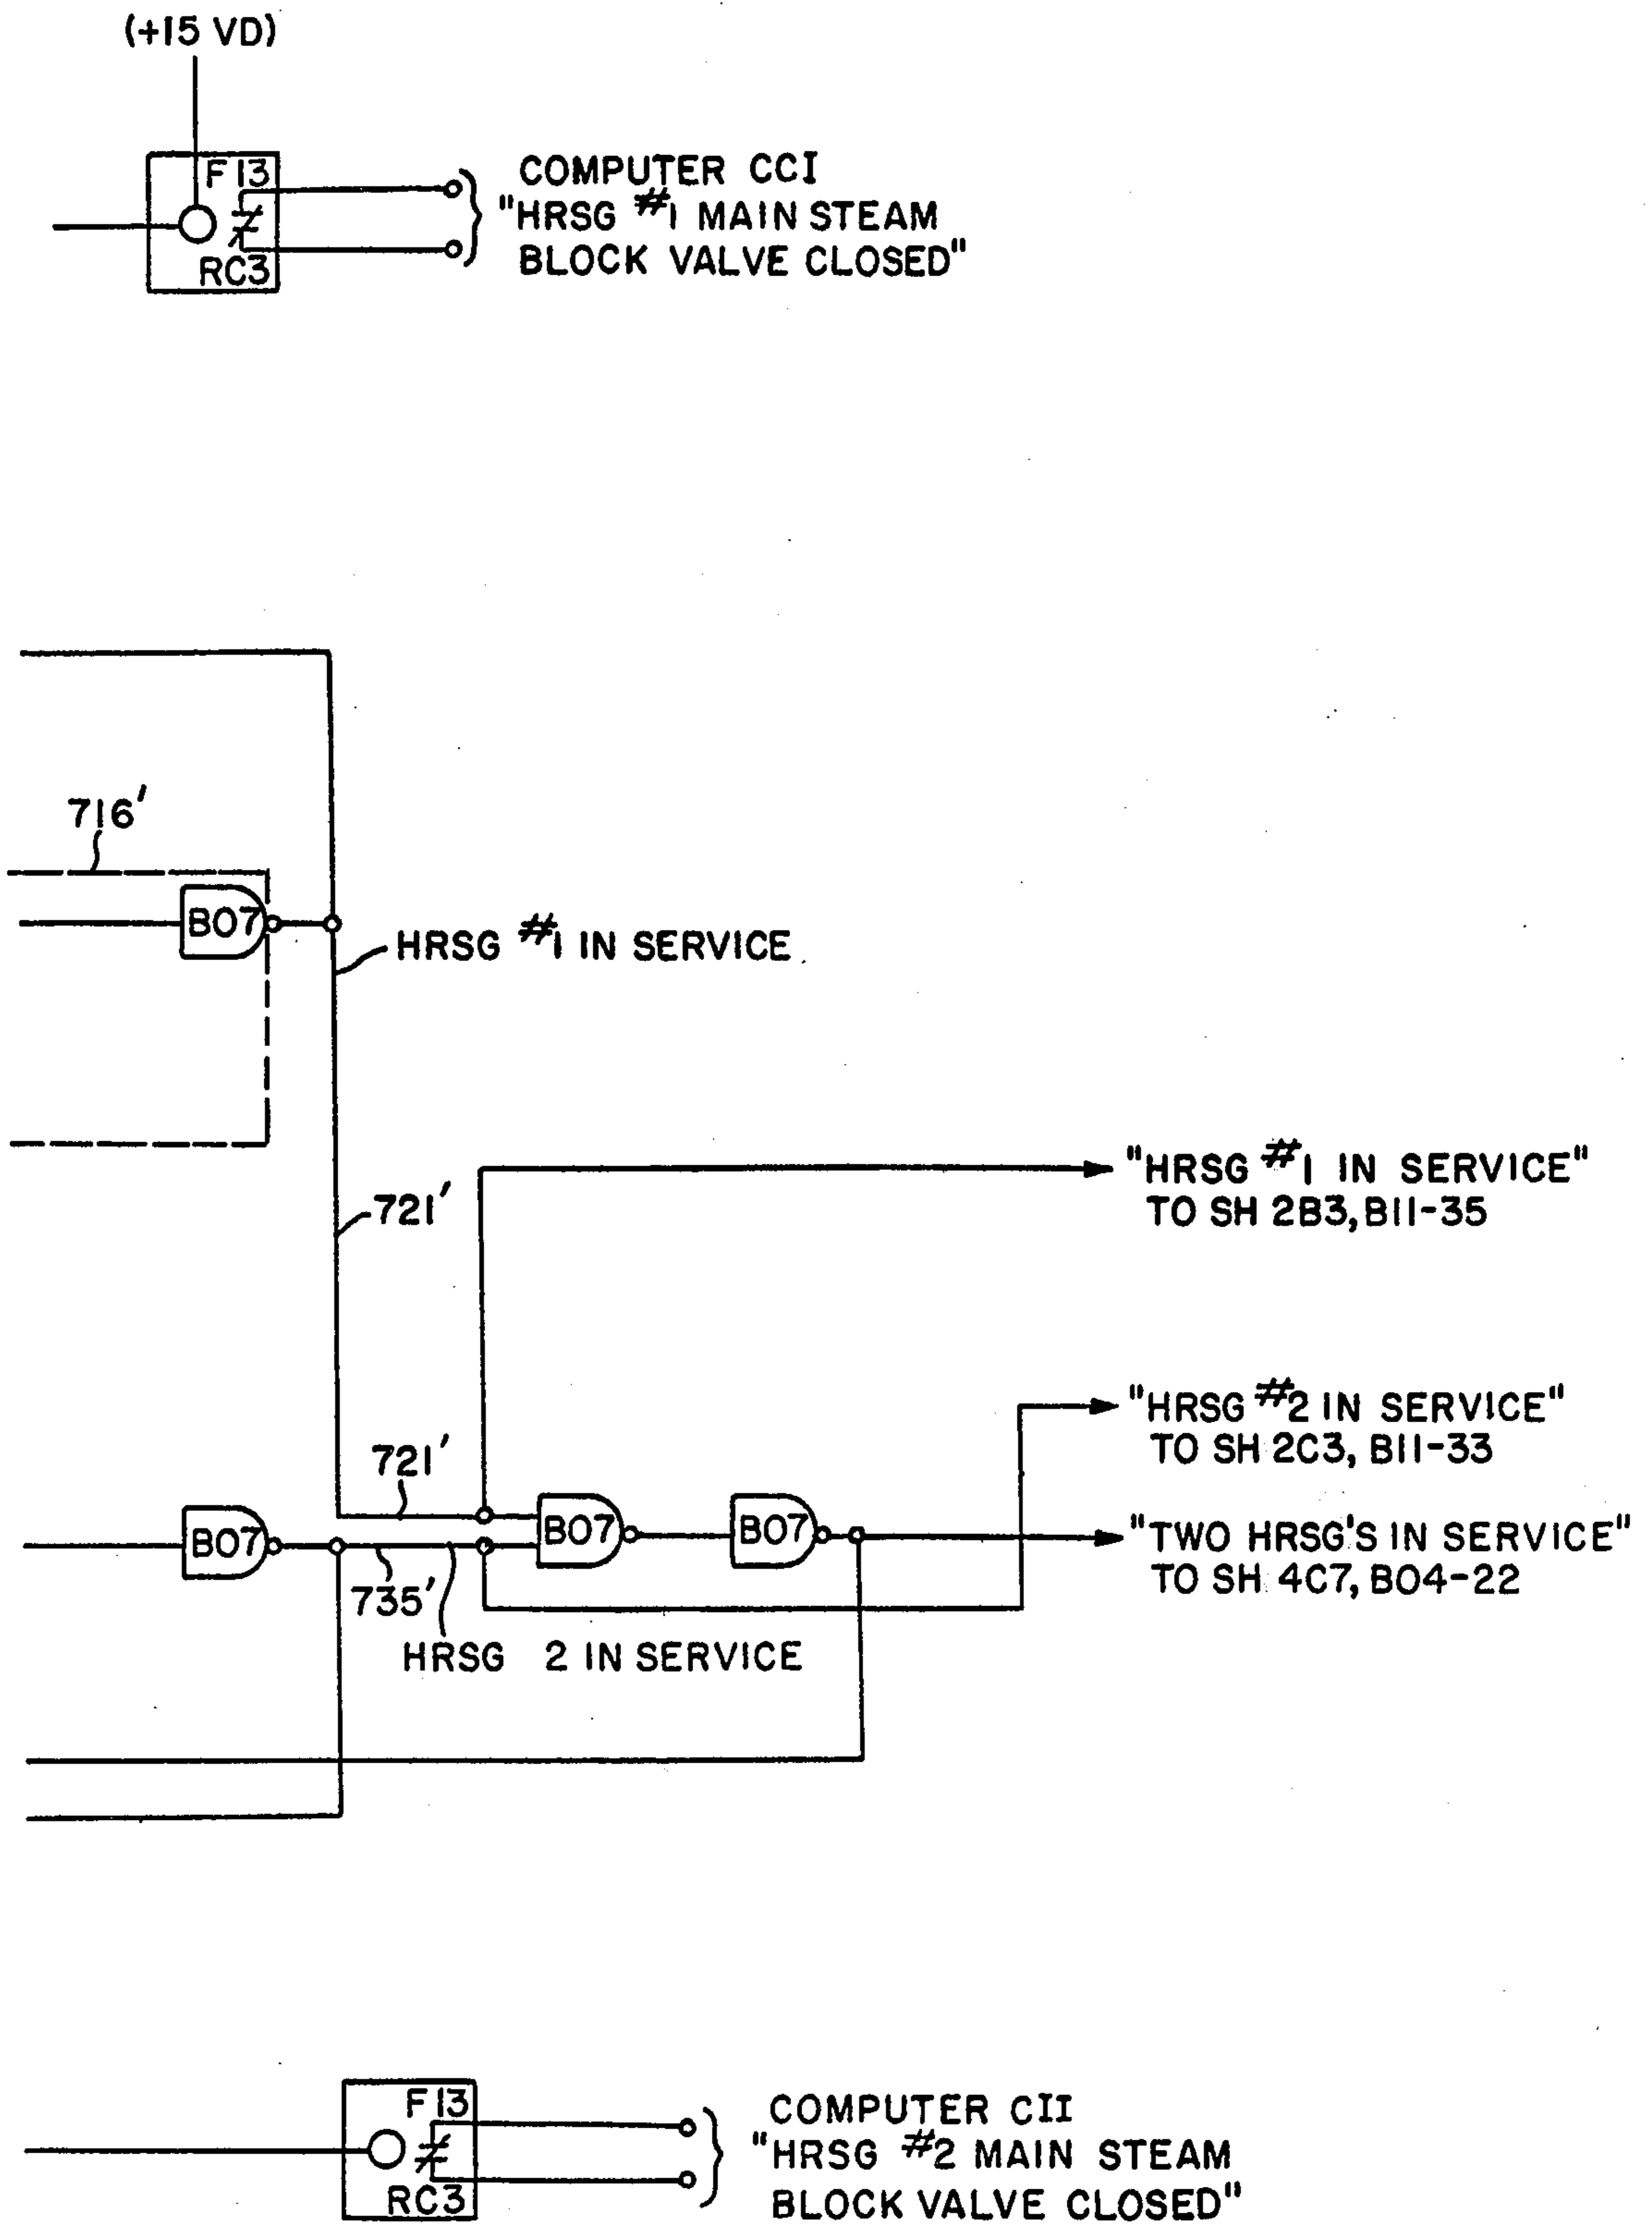 (+15 VD)
F13
RC3
COMPUTER CCI
"HRSG #1 MAIN STEAM
BLOCK VALVE CLOSED"
716'
B07
HRSG #1 IN SERVICE
721'
"HRSG #1 IN SERVICE"
TO SH 2B3, B11-35
"HRSG #2 IN SERVICE"
TO SH 2C3, B11-33
721'
B07
B07
B07
"TWO HRSG'S IN SERVICE"
TO SH 4C7, B04-22
735'
HRSG 2 IN SERVICE
F13
RC3
COMPUTER CII
"HRSG #2 MAIN STEAM
BLOCK VALVE CLOSED"